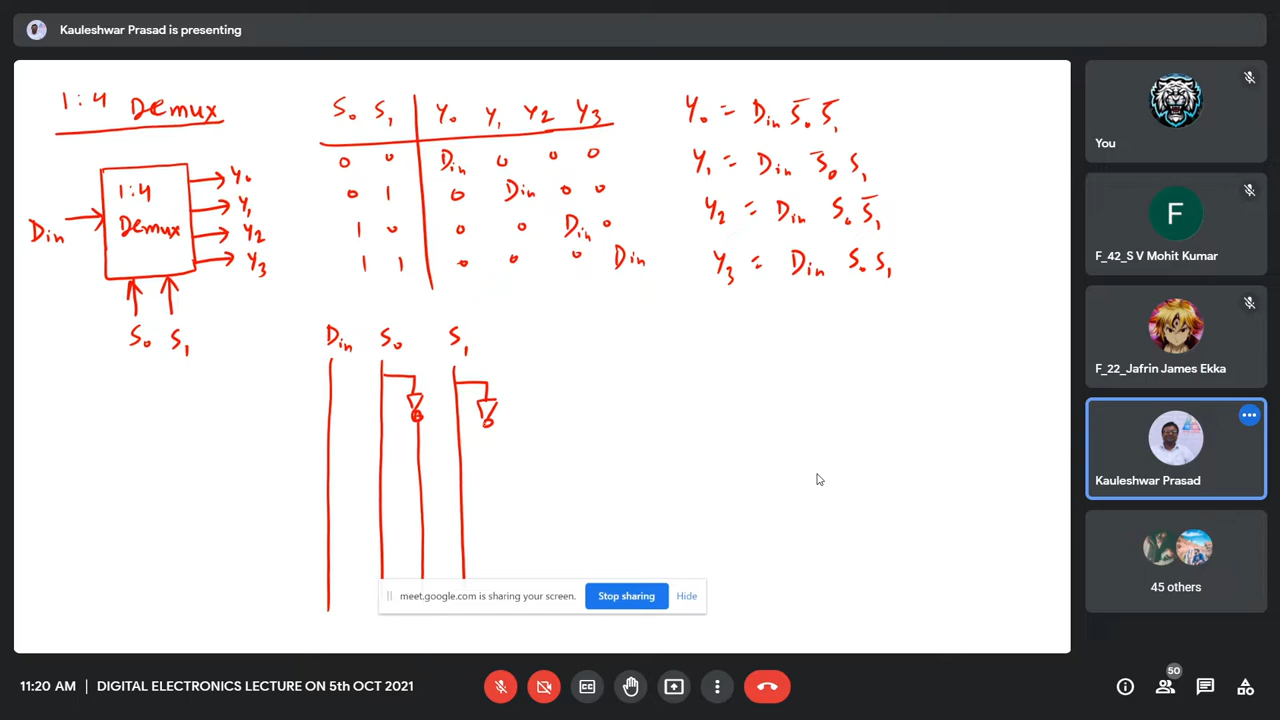 Kauleshwar Prasad is presenting
1:4 Demux
1:4
Demux
Din
Y₀
Y₁
Y₂
Y₃
S₀ S₁
S₀ S₁ Y₀ Y₁ Y₂ Y₃
0 0 Din 0 0 0
0 1 0 Din 0 0
1 0 0 0 Din 0
1 1 0 0 0 Din
Y₀ = Din S̅₀ S̅₁
Y₁ = Din S̅₀ S₁
Y₂ = Din S₀ S̅₁
Y₃ = Din S₀ S₁
Din S₀ S₁
meet.google.com is sharing your screen.
Stop sharing
Hide
You
F
F_42_S V Mohit Kumar
F_22_Jafrin James Ekka
Kauleshwar Prasad
45 others
11:20 AM | DIGITAL ELECTRONICS LECTURE ON 5TH OCT 2021
50